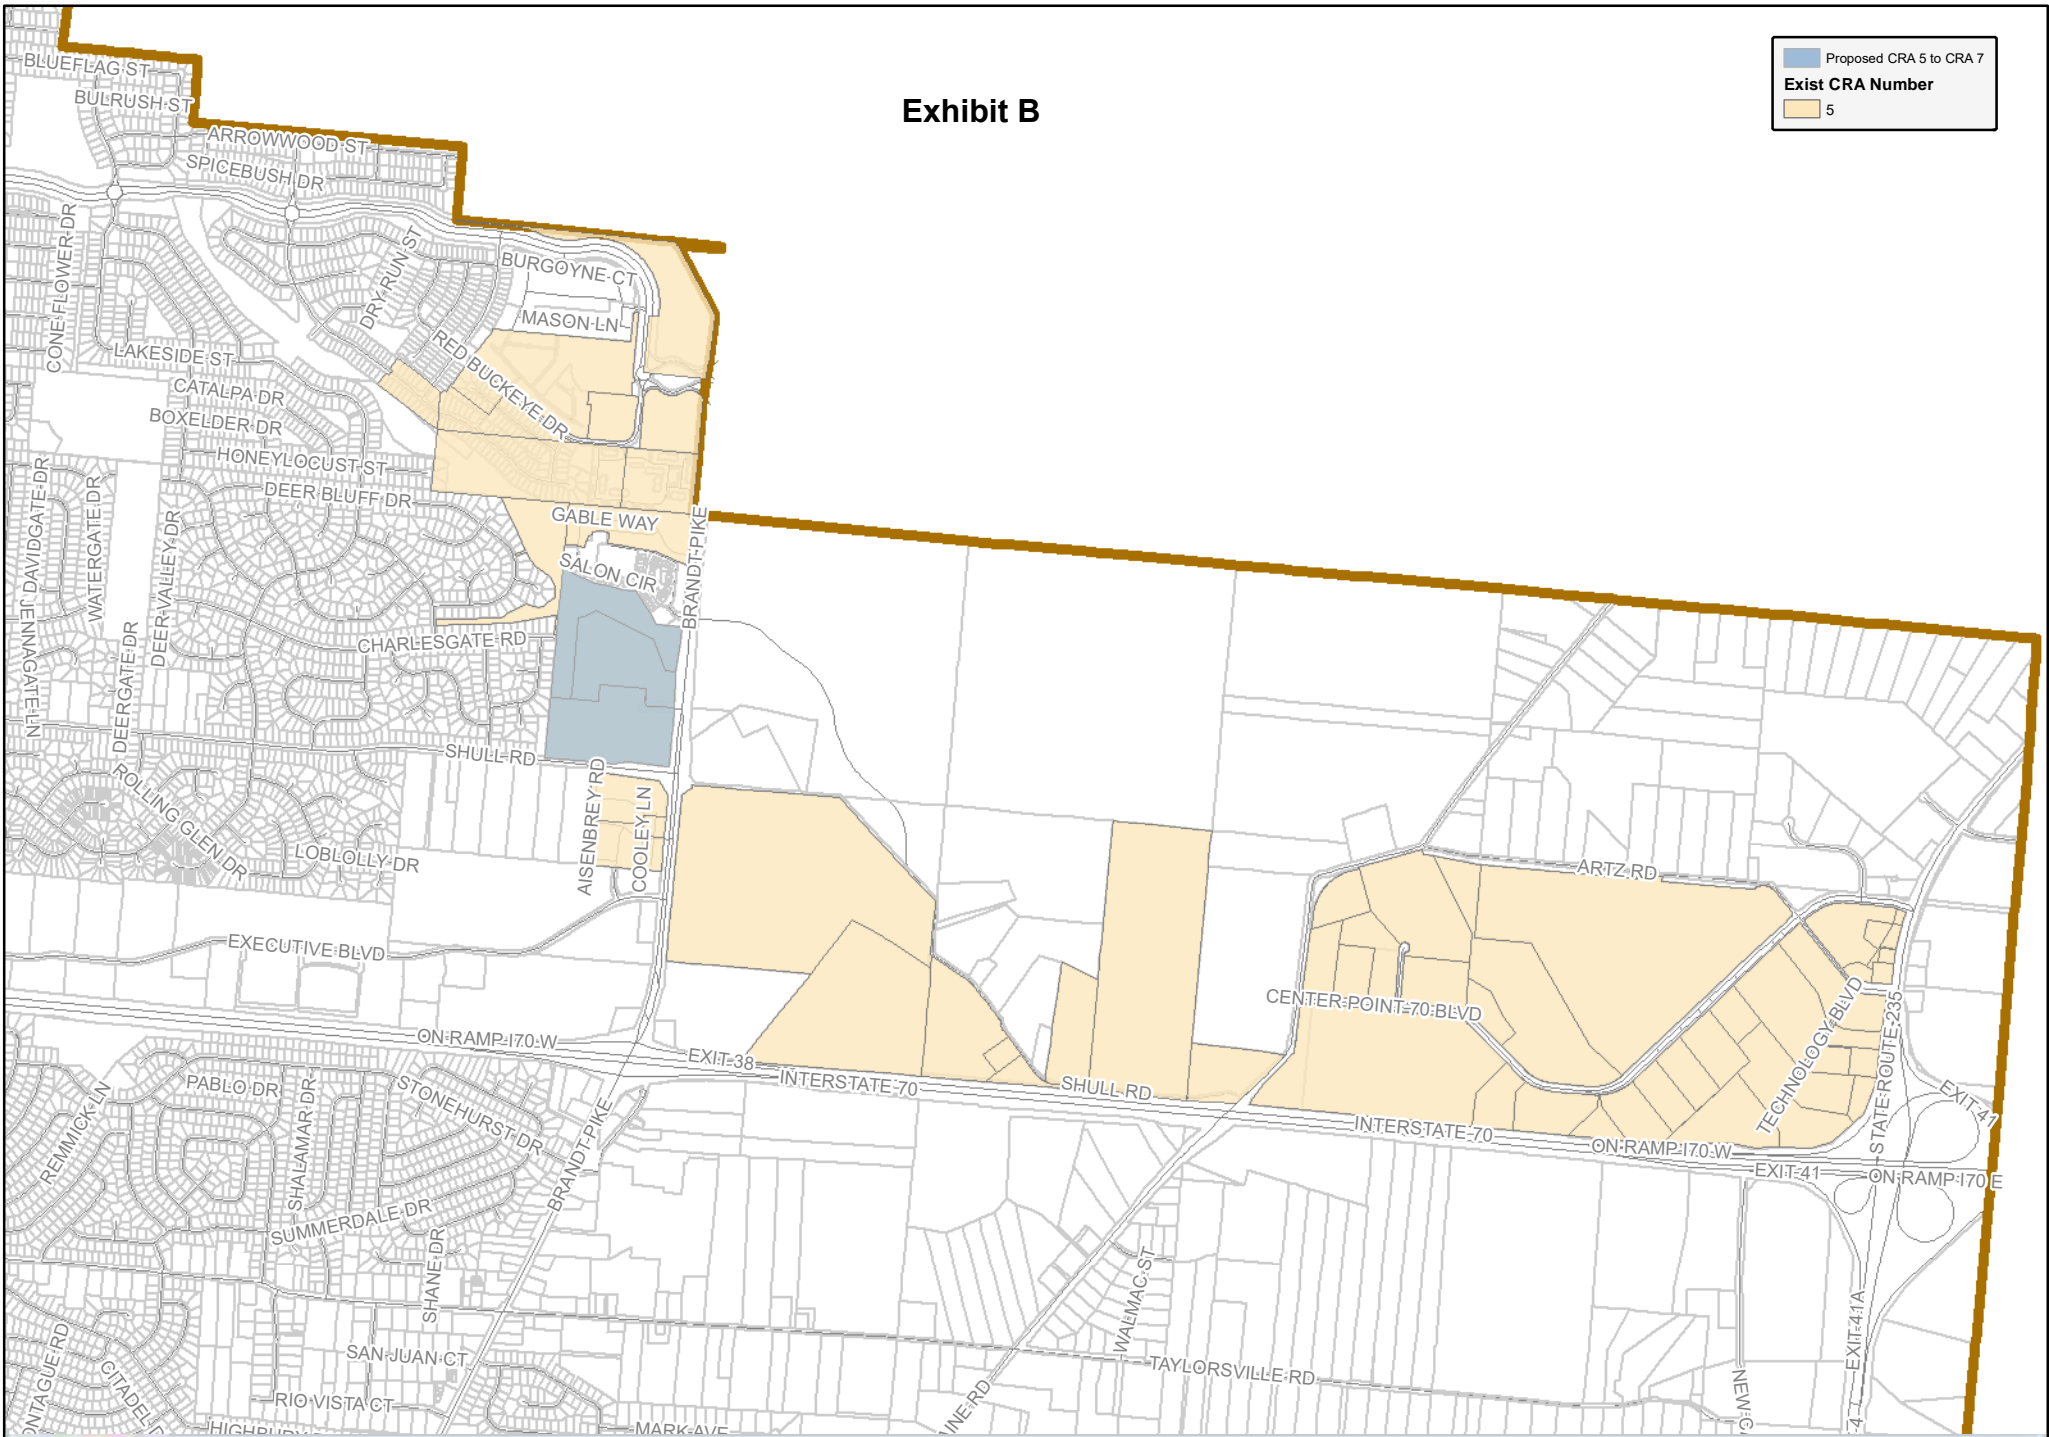 Exhibit B
Proposed CRA 5 to CRA 7
Exist CRA Number
5
BLUEFLAG ST
BULRUSH ST
ARROWWOOD ST
SPICEBUSH DR
CONE FLOWER DR
DRY RUN ST
BURGOYNE CT
MASON LN
RED BUCKEYE DR
LAKESIDE ST
CATALPA DR
BOXELDER DR
HONEYLOCUST ST
DEER BLUFF DR
GABLE WAY
SALON CIR
BRANDT PIKE
DAVIDGATE DR
WATERGATE DR
DEER VALLEY DR
JENNAGATE LN
DEERGATE DR
CHARLESGATE RD
SHULL RD
AISENBREY RD
COOLEY LN
ROLLING GLEN DR
LOBLOLLY DR
EXECUTIVE BLVD
ARTZ RD
CENTER POINT 70 BLVD
TECHNOLOGY BLVD
STATE ROUTE 235
ON RAMP I70 W
EXIT 38
INTERSTATE 70
SHULL RD
INTERSTATE 70
ON RAMP I70 W
EXIT 41
EXIT 41
ON RAMP I70 E
REMMICK LN
PABLO DR
SHALAMAR DR
STONEHURST DR
BRANDT PIKE
SUMMERDALE DR
SHANE DR
WALMAC ST
EXIT 41A
SAN JUAN CT
TAYLORSVILLE RD
CITADEL
RIO VISTA CT
MARK AVE